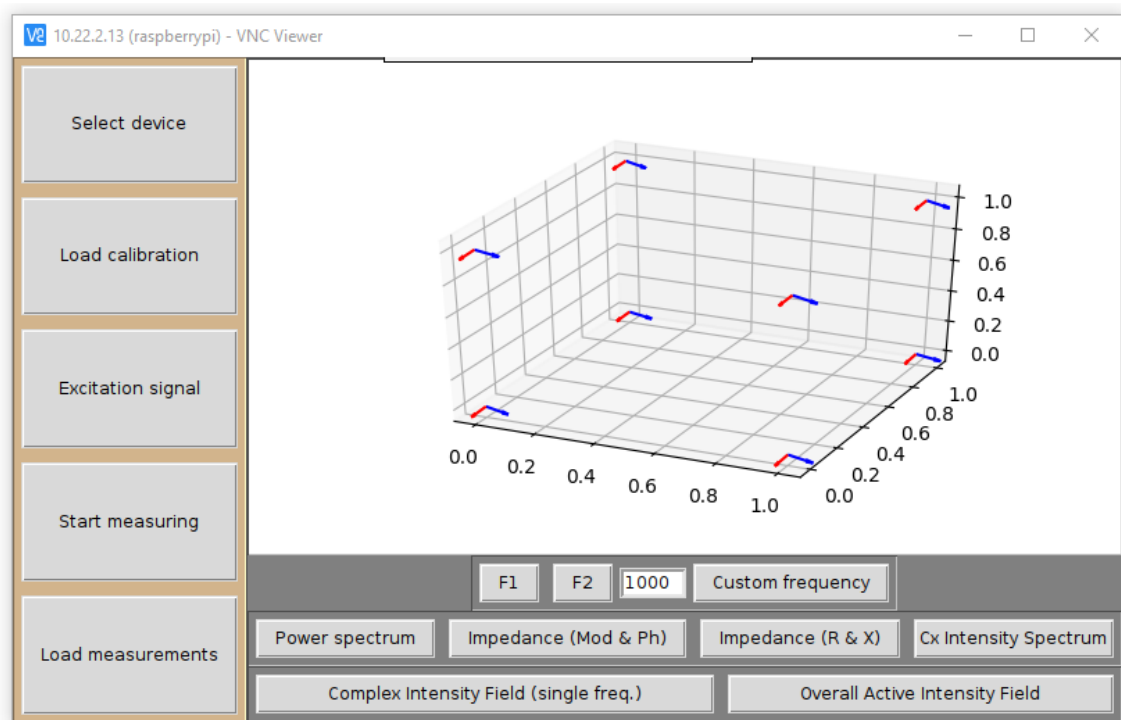 10.22.2.13 (raspberrypi) - VNC Viewer
Select device
Load calibration
Excitation signal
Start measuring
Load measurements
1.0
0.8
0.6
0.4
0.2
0.0
1.0
0.8
0.6
0.4
0.2
0.0
0.0
0.2
0.4
0.6
0.8
1.0
F1
F2
1000
Custom frequency
Power spectrum
Impedance (Mod & Ph)
Impedance (R & X)
Cx Intensity Spectrum
Complex Intensity Field (single freq.)
Overall Active Intensity Field